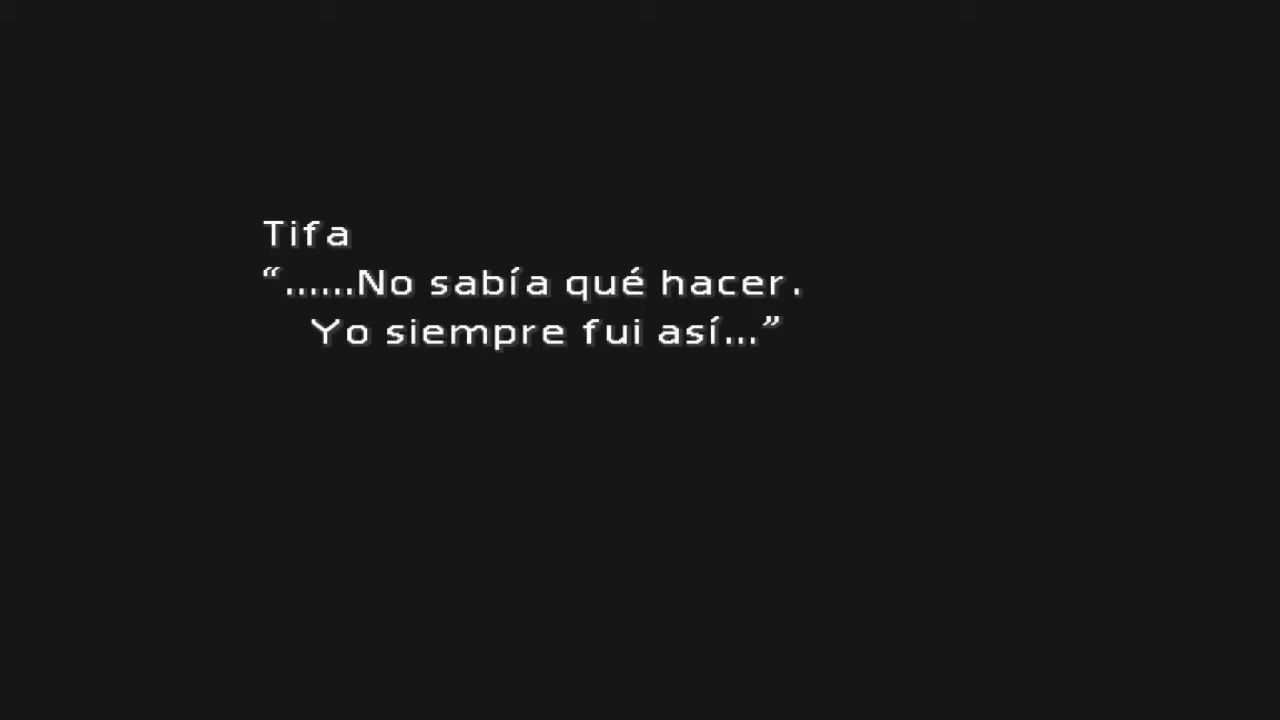 Tifa
“......No sabía qué hacer.
Yo siempre fui así...”